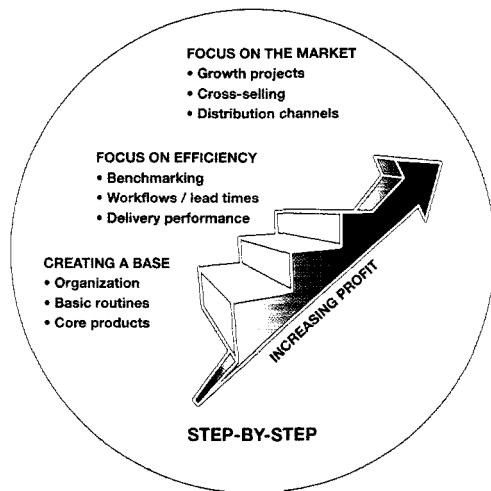 FOCUS ON THE MARKET
• Growth projects
• Cross-selling
• Distribution channels
FOCUS ON EFFICIENCY
• Benchmarking
• Workflows / lead times
• Delivery performance
CREATING A BASE
• Organization
• Basic routines
• Core products
INCREASING PROFIT
STEP-BY-STEP